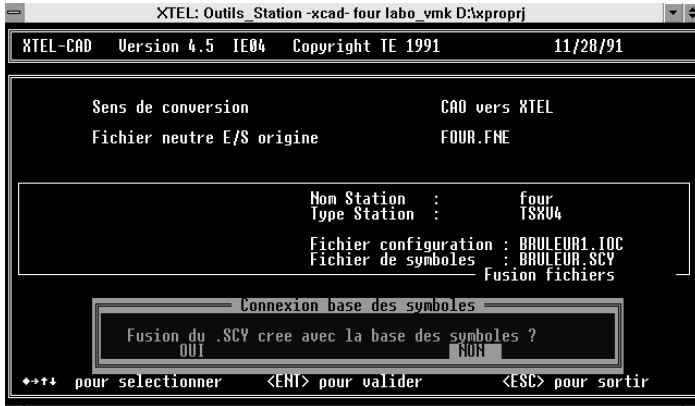 XTEL: Outils_Station -xcad- four labo_vmk D:\xproprj
XTEL-CAD Version 4.5 IE04 Copyright TE 1991 11/28/91
Sens de conversion CAO vers XTEL
Fichier neutre E/S origine FOUR.FNE
Nom Station : four
Type Station : TSXV4
Fichier configuration : BRULEUR1.IOC
Fichier de symboles : BRULEUR.SCY
Fusion fichiers
Connexion base des symboles
Fusion du .SCY cree avec la base des symboles ?
OUI NON
♦→↑↓ pour selectionner <ENT> pour valider <ESC> pour sortir